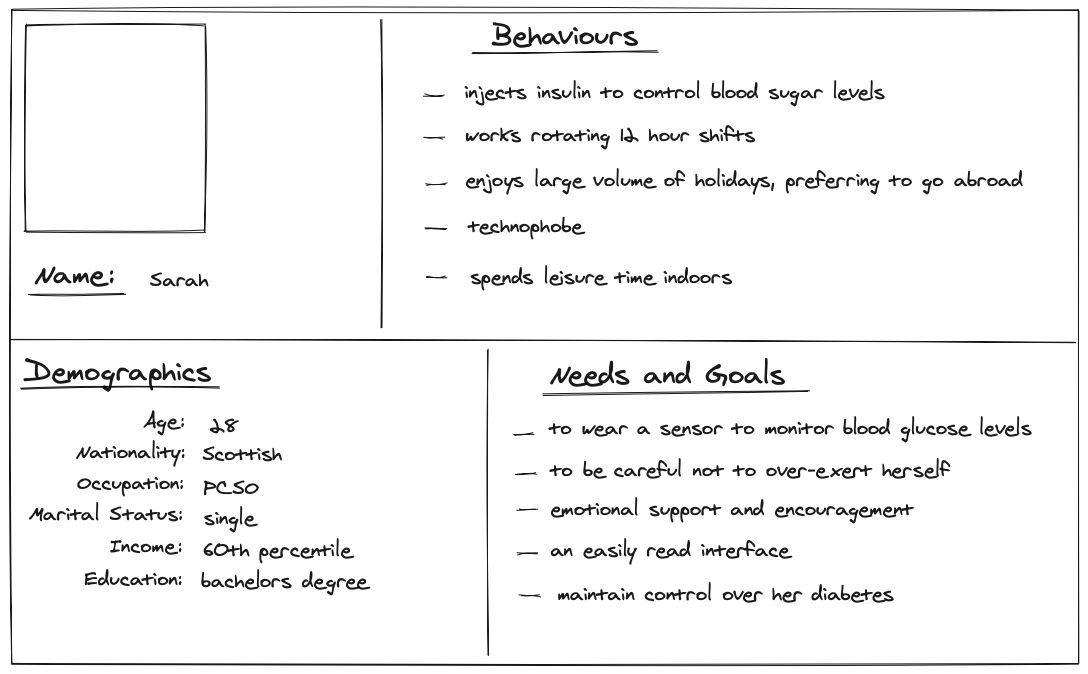 Name: Sarah
Behaviours
— injects insulin to control blood sugar levels
— works rotating 12 hour shifts
— enjoys large volume of holidays, preferring to go abroad
— technophobe
— spends leisure time indoors
Demographics
Age: 28
Nationality: Scottish
Occupation: PCSO
Marital Status: single
Income: 60th percentile
Education: bachelors degree
Needs and Goals
— to wear a sensor to monitor blood glucose levels
— to be careful not to over-exert herself
— emotional support and encouragement
— an easily read interface
— maintain control over her diabetes